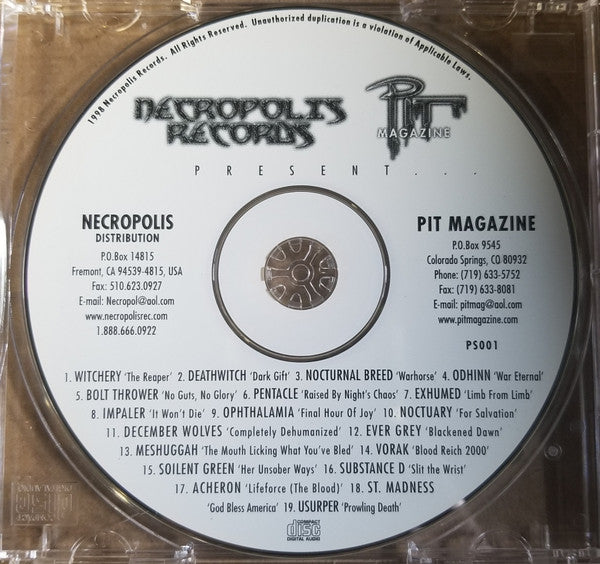 1998 Necropolis Records. All Rights Reserved. Unauthorized duplication is a violation of Applicable Laws.
NECROPOLIS
RECORDS
PIT
MAGAZINE
PRESENT...
NECROPOLIS
DISTRIBUTION
P.O.Box 14815
Fremont, CA 94539-4815, USA
Fax: 510.623.0927
E-mail: Necropol@aol.com
www.necropolisrec.com
1.888.666.0922
PIT MAGAZINE
P.O.Box 9545
Colorado Springs, CO 80932
Phone: (719) 633-5752
Fax: (719) 633-8081
E-mail: pitmag@aol.com
www.pitmagazine.com
PS001
1. WITCHERY 'The Reaper' 2. DEATHWITCH 'Dark Gift' 3. NOCTURNAL BREED 'Warhorse' 4. ODHINN 'War Eternal'
5. BOLT THROWER 'No Guts, No Glory' 6. PENTACLE 'Raised By Night's Chaos' 7. EXHUMED 'Limb From Limb'
8. IMPALER 'It Won't Die' 9. OPHTHALAMIA 'Final Hour Of Joy' 10. NOCTUARY 'For Salvation'
11. DECEMBER WOLVES 'Completely Dehumanized' 12. EVER GREY 'Blackened Dawn'
13. MESHUGGAH 'The Mouth Licking What You've Bled' 14. VORAK 'Blood Reich 2000'
15. SOILENT GREEN 'Her Unsober Ways' 16. SUBSTANCE D 'Slit the Wrist'
17. ACHERON 'Lifeforce (The Blood)' 18. ST. MADNESS
'God Bless America' 19. USURPER 'Prowling Death'
COMPACT
disc
DIGITAL AUDIO